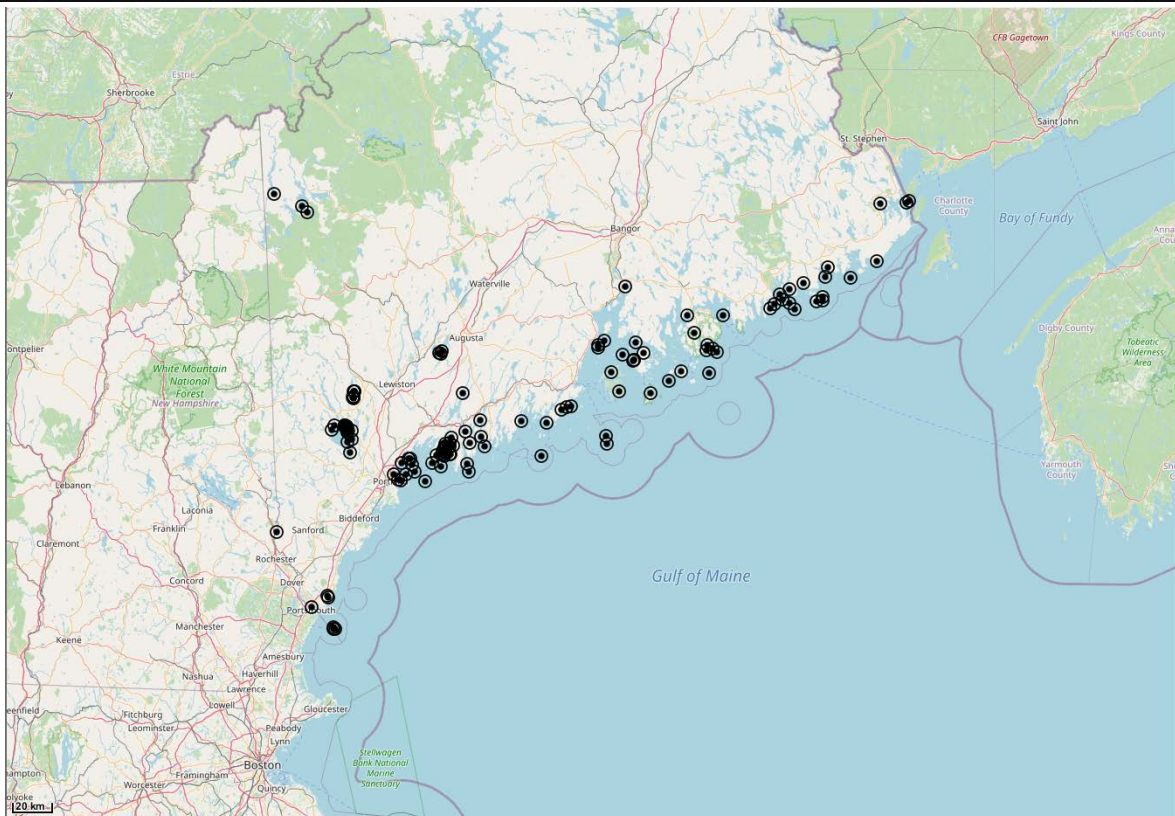 Estrie
Sherbrooke
CFB Gagetown
Kings County
Saint John
St. Stephen
Charlotte
County
Bay of Fundy
Bangor
Waterville
Augusta
Digby County
Tobeatic
Wilderness
Area
White Mountain
National
Forest
New Hampshire
Lewiston
Yarmouth
County
Lebanon
Laconia
Biddeford
Franklin
Sanford
Claremont
Rochester
Concord
Dover
Gulf of Maine
Portsmouth
Manchester
Keene
Amesbury
Nashua
Haverhill
Lawrence
Lowell
Gloucester
Fitchburg
Leominster
Peabody
Lynn
Boston
Stellwagen
Bank National
Marine
Sanctuary
Framingham
Worcester
Quincy
20 km